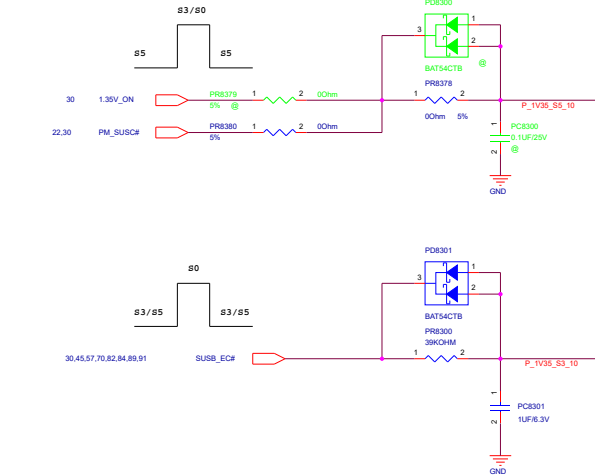 PD8300
S3/S0
1
3
2
S5
S5
BAT54CTB
@
PR8378
30
1.35V_ON
PR8379
1
2
0Ohm
1
2
5%
@
0Ohm
5%
P_1V35_S5_10
22,30
PM_SUSC#
PR8380
1
2
0Ohm
5%
1
PC8300
0.1UF/25V
2
@
GND
PD8301
S0
1
3
2
S3/S5
S3/S5
BAT54CTB
PR8300
39KOHM
30,45,57,70,82,84,89,91
SUSB_EC#
1
2
P_1V35_S3_10
1
PC8301
2
1UF/6.3V
GND